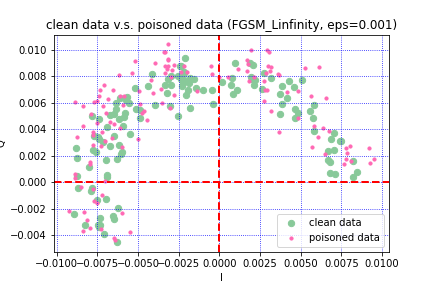 clean data v.s. poisoned data (FGSM_Linfinity, eps=0.001)
0.010
0.008
0.006
0.004
0.002
0.000
−0.002
−0.004
Q
clean data
poisoned data
−0.0100 −0.0075 −0.0050 −0.0025 0.0000 0.0025 0.0050 0.0075 0.0100
I